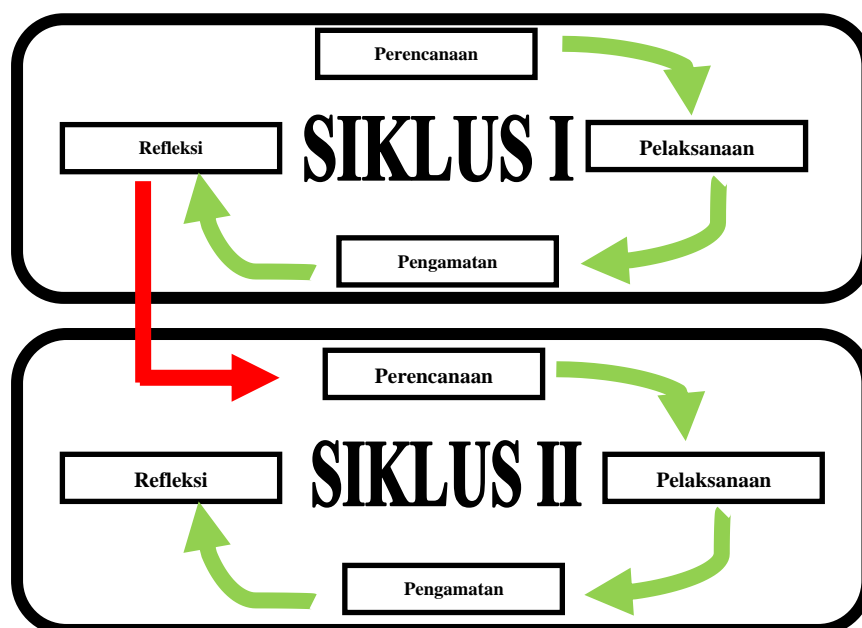 Perencanaan
Refleksi
SIKLUS I
Pelaksanaan
Pengamatan
Perencanaan
Refleksi
SIKLUS II
Pelaksanaan
Pengamatan